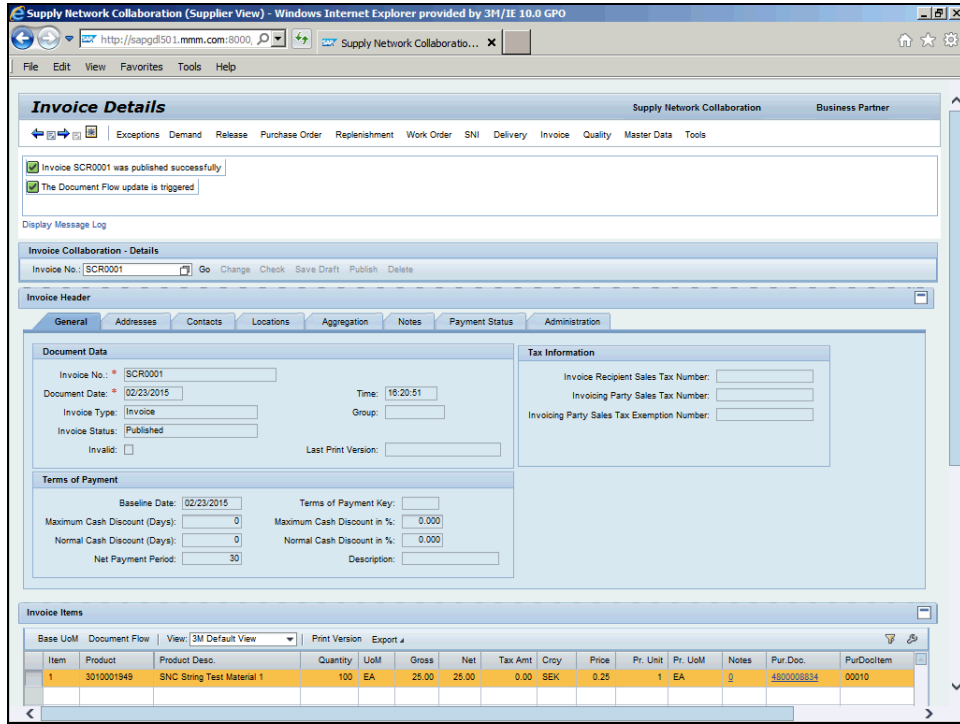 Supply Network Collaboration (Supplier View) - Windows Internet Explorer provided by 3M/IE 10.0 GPO
http://sapgdl501.mmm.com:8000, Supply Network Collaboratio...
File Edit View Favorites Tools Help
Invoice Details Supply Network Collaboration Business Partner
Exceptions Demand Release Purchase Order Replenishment Work Order SNI Delivery Invoice Quality Master Data Tools
Invoice SCR0001 was published successfully
The Document Flow update is triggered
Display Message Log
Invoice Collaboration - Details
Invoice No.: SCR0001 Go Change Check Save Draft Publish Delete
Invoice Header
General Addresses Contacts Locations Aggregation Notes Payment Status Administration
Document Data Tax Information
Invoice No.: * SCR0001 Invoice Recipient Sales Tax Number:
Document Date: * 02/23/2015 Time: 16:20:51 Invoicing Party Sales Tax Number:
Invoice Type: Invoice Group: Invoicing Party Sales Tax Exemption Number:
Invoice Status: Published
Invalid: Last Print Version:
Terms of Payment
Baseline Date: 02/23/2015 Terms of Payment Key:
Maximum Cash Discount (Days): 0 Maximum Cash Discount in %: 0.000
Normal Cash Discount (Days): 0 Normal Cash Discount in %: 0.000
Net Payment Period: 30 Description:
Invoice Items
Base UoM Document Flow View: 3M Default View Print Version Export
Item Product Product Desc. Quantity UoM Gross Net Tax Amt Crcy Price Pr. Unit Pr. UoM Notes Pur.Doc. PurDocItem
1 3010001949 SNC String Test Material 1 100 EA 25.00 25.00 0.00 SEK 0.25 1 EA 0 4800008834 00010